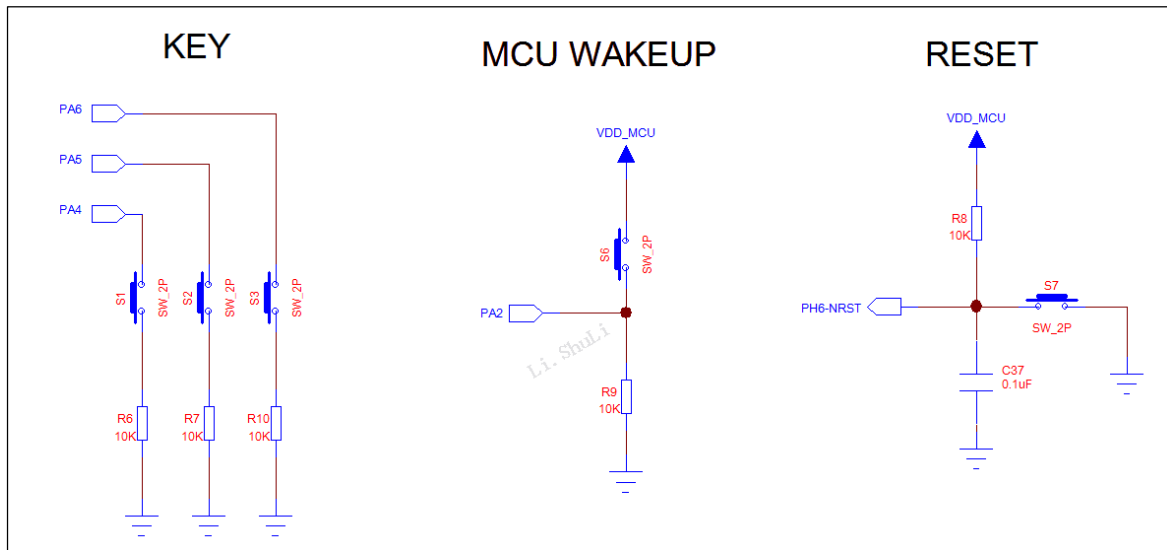 KEY
PA6
PA5
PA4
S1
SW_2P
S2
SW_2P
S3
SW_2P
R6
10K
R7
10K
R10
10K
MCU WAKEUP
VDD_MCU
S6
SW_2P
PA2
Li.ShuLi
R9
10K
RESET
VDD_MCU
R8
10K
S7
PH6-NRST
SW_2P
C37
0.1uF